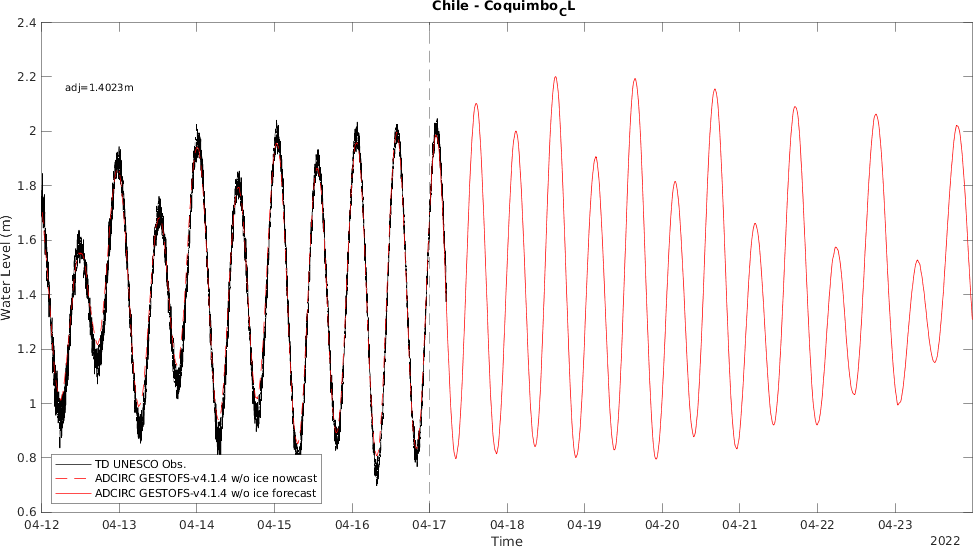 Chile - Coquimbo_CL
2.4
2.2
2
1.8
1.6
1.4
1.2
1
0.8
0.6
Water Level (m)
adj=1.4023m
TD UNESCO Obs.
ADCIRC GESTOFS-v4.1.4 w/o ice nowcast
ADCIRC GESTOFS-v4.1.4 w/o ice forecast
04-12 04-13 04-14 04-15 04-16 04-17 04-18 04-19 04-20 04-21 04-22 04-23
Time
2022